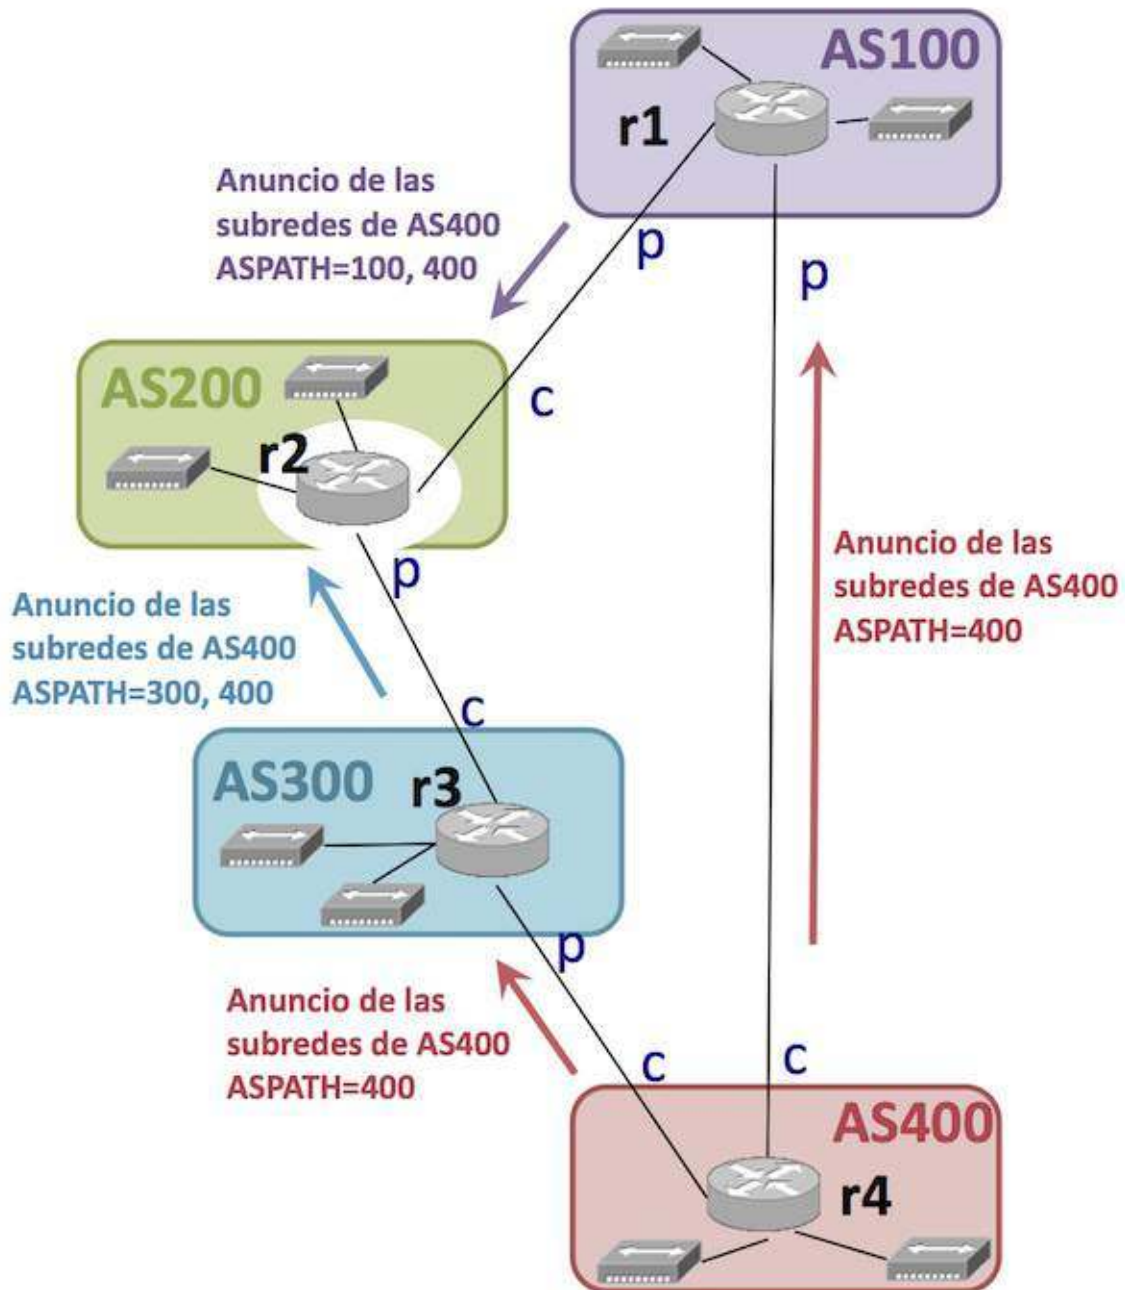 AS100
r1
Anuncio de las
subredes de AS400
ASPATH=100, 400
p
p
AS200
c
r2
p
Anuncio de las
subredes de AS400
ASPATH=400
Anuncio de las
subredes de AS400
ASPATH=300, 400
c
AS300
r3
p
Anuncio de las
subredes de AS400
ASPATH=400
c
c
AS400
r4